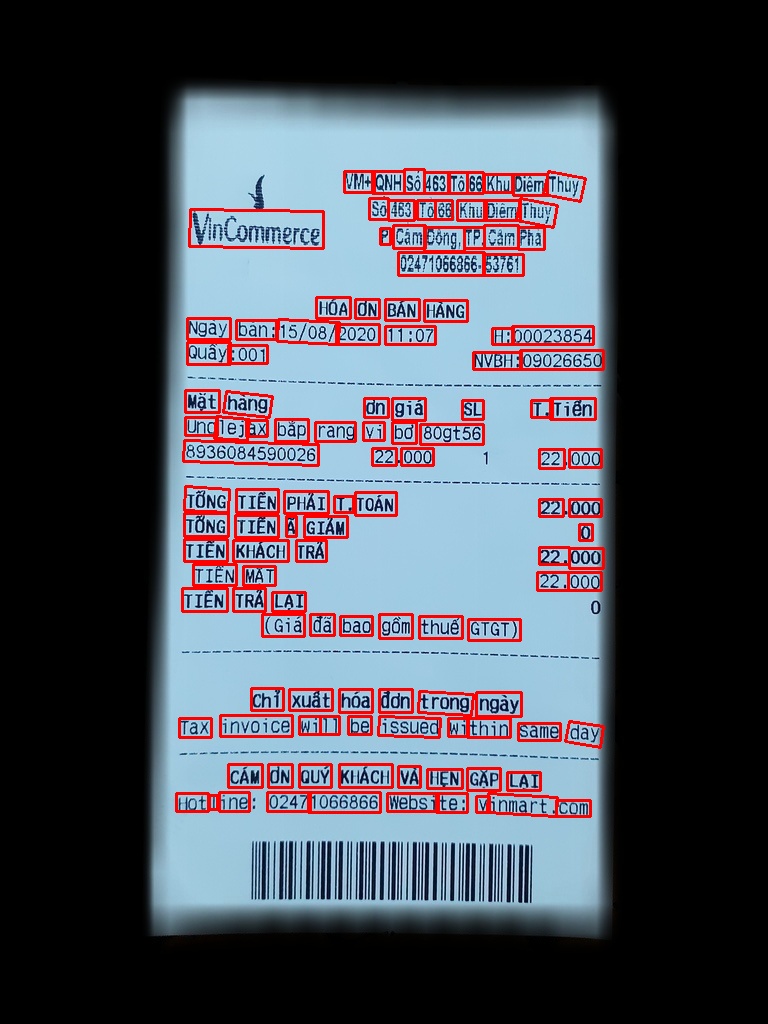 VinCommerce
VM+ QNH Số 463 Tổ 66 Khu Diêm Thuỷ
Số 463 Tổ 66 Khu Diêm Thuỷ
P. Cẩm Đông, TP. Cẩm Phả
02471066866-53761
HÓA ĐN BÁN HÀNG
Ngày bán:15/08/2020 11:07 H:00023854
Quầy:001 NVBH:09026650
Mặt hàng Đn giá SL T.Tiền
Unclejax bắp rang vị bơ 80gt56
8936084590026 22.000 1 22.000
TỔNG TIỀN PHẢI T.TOÁN 22.000
TỔNG TIỀN Ã GIẢM 0
TIỀN KHÁCH TRẢ 22.000
TIỀN MẶT 22.000
TIỀN TRẢ LẠI 0
(Giá đã bao gồm thuế GTGT)
Chỉ xuất hóa đơn trong ngày
Tax invoice will be issued within same day
CẢM ƠN QUÝ KHÁCH VÀ HẸN GẶP LẠI
Hotline: 02471066866 Website: vinmart.com